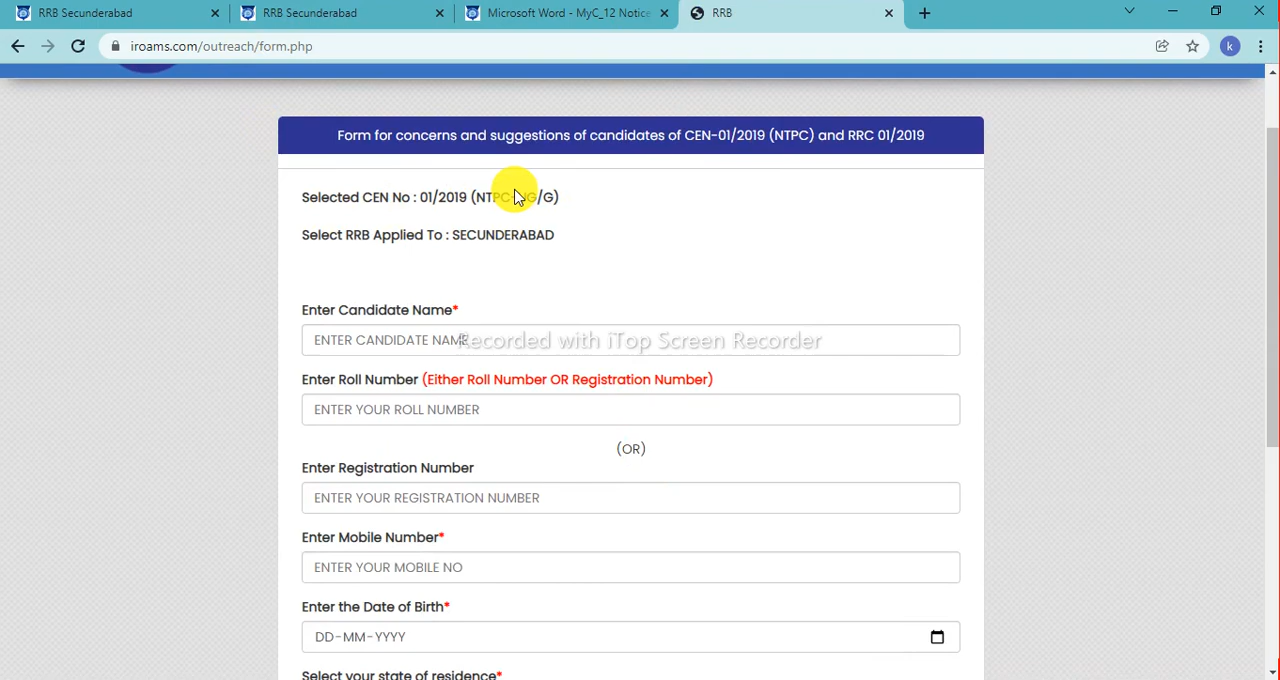 RRB Secunderabad
RRB Secunderabad
Microsoft Word - MyC_12 Notice
RRB
iroams.com/outreach/form.php
k
Form for concerns and suggestions of candidates of CEN-01/2019 (NTPC) and RRC 01/2019
Selected CEN No : 01/2019 (NTPC-UG/G)
Select RRB Applied To : SECUNDERABAD
Enter Candidate Name*
ENTER CANDIDATE NAME
Recorded with iTop Screen Recorder
Enter Roll Number (Either Roll Number OR Registration Number)
ENTER YOUR ROLL NUMBER
(OR)
Enter Registration Number
ENTER YOUR REGISTRATION NUMBER
Enter Mobile Number*
ENTER YOUR MOBILE NO
Enter the Date of Birth*
DD-MM-YYYY
Select your state of residence*